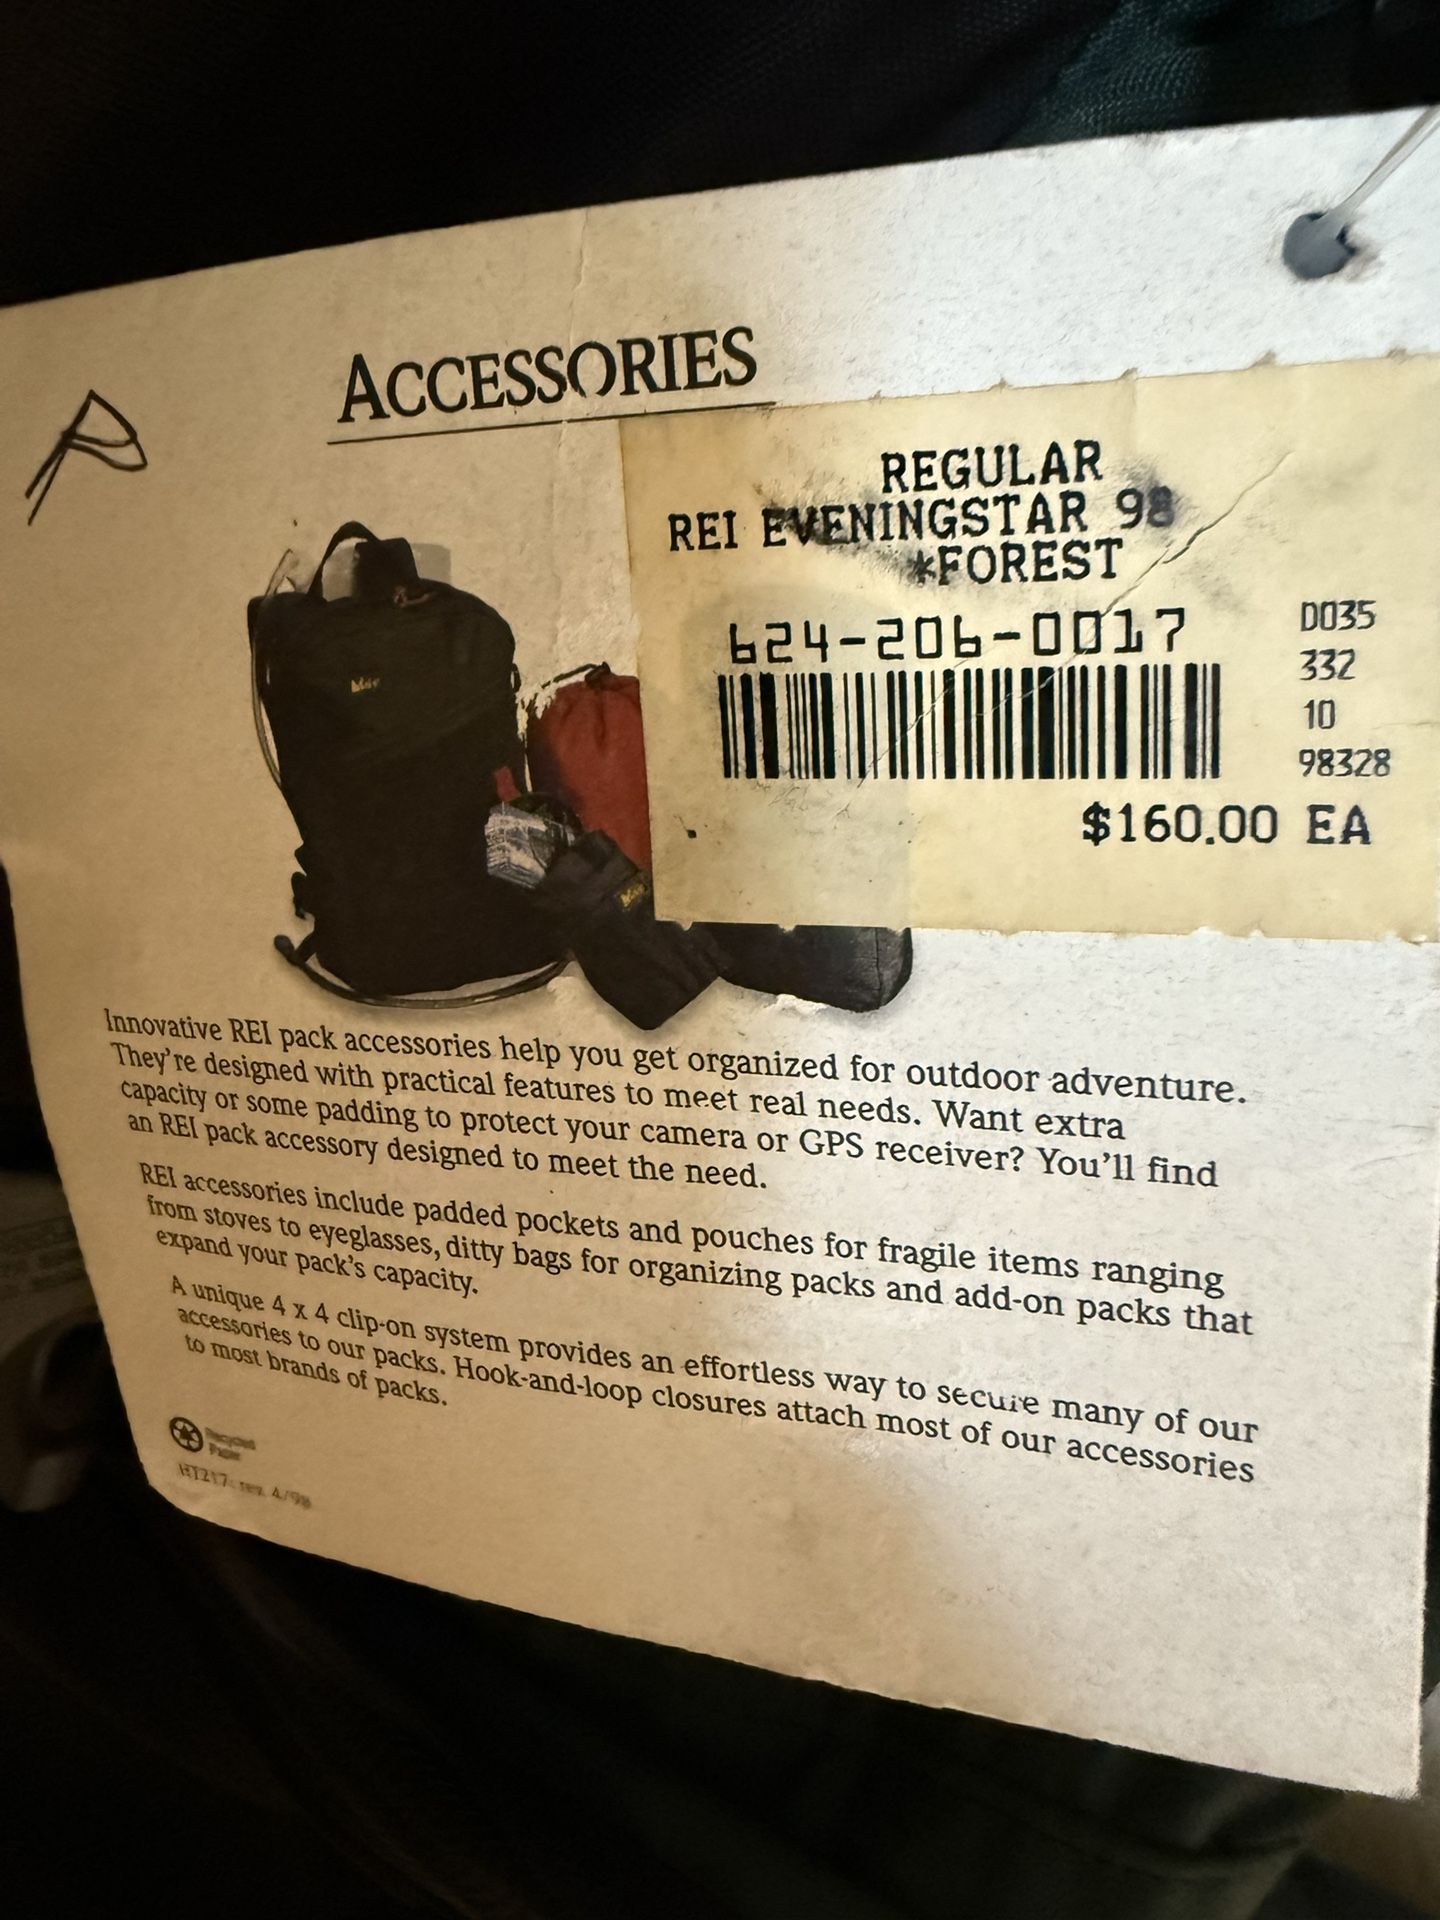 ACCESSORIES
REGULAR
REI EVENINGSTAR 98
*FOREST
624-206-0017
D035
332
10
98328
$160.00 EA
Innovative REI pack accessories help you get organized for outdoor adventure.
They're designed with practical features to meet real needs. Want extra
capacity or some padding to protect your camera or GPS receiver? You'll find
an REI pack accessory designed to meet the need.
REI accessories include padded pockets and pouches for fragile items ranging
from stoves to eyeglasses, ditty bags for organizing packs and add-on packs that
expand your pack's capacity.
A unique 4 x 4 clip-on system provides an effortless way to secure many of our
accessories to our packs. Hook-and-loop closures attach most of our accessories
to most brands of packs.
Recycled
Paper
HT217 rev. 4/98